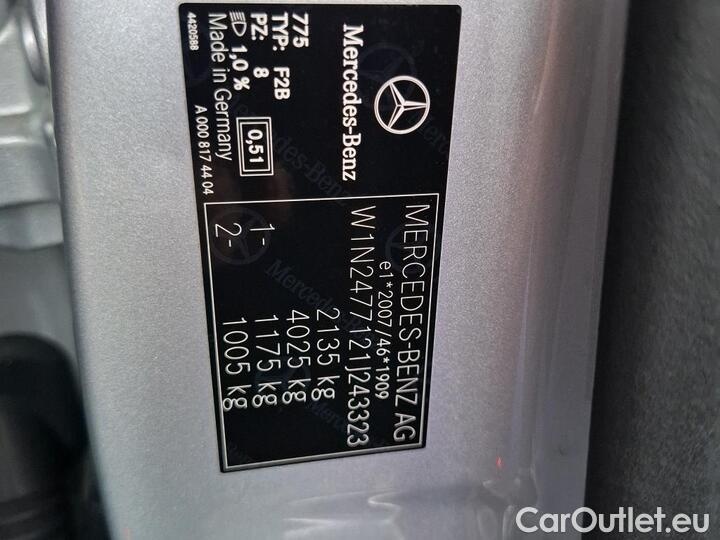 Mercedes-Benz
775
TYP: F2B
PZ: 8
1,0 %
0,51
Made in Germany
4420588
A 000 817 44 04
MERCEDES-BENZ AG
e1*2007/46*1909
W1N2477121J243323
2135 kg
4025 kg
1- 1175 kg
2- 1005 kg
CarOutlet.eu